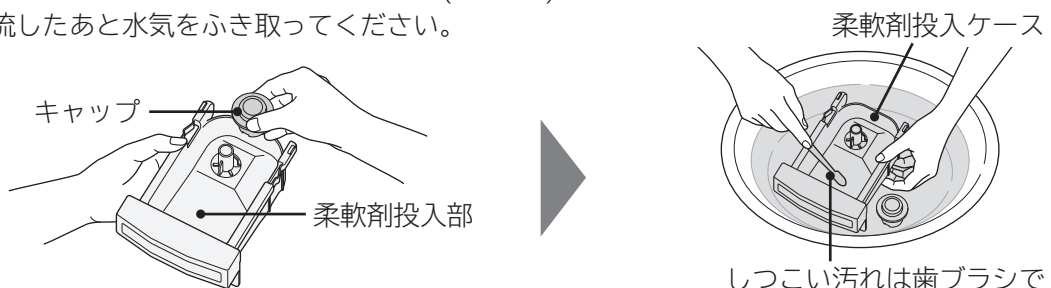 流したあと水気をふき取ってください。
柔軟剤投入ケース
キャップ
柔軟剤投入部
しつこい汚れは歯ブラシで